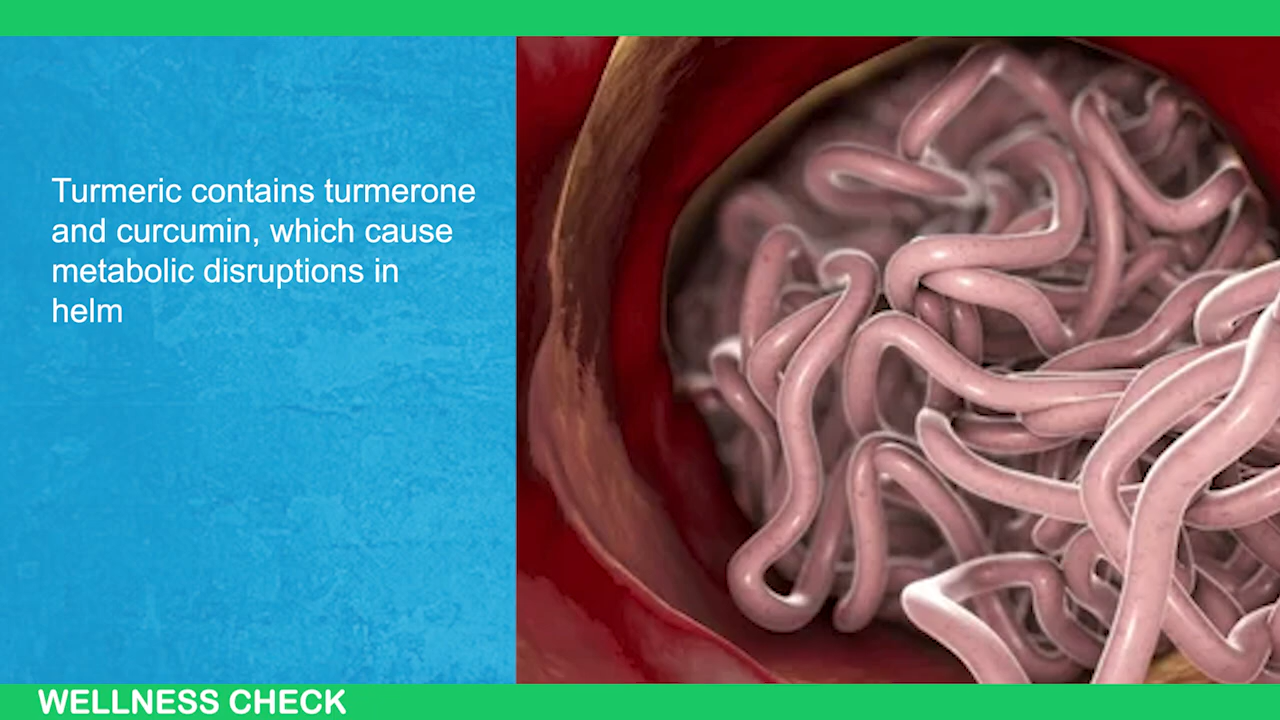 Turmeric contains turmerone
and curcumin, which cause
metabolic disruptions in
helm
WELLNESS CHECK